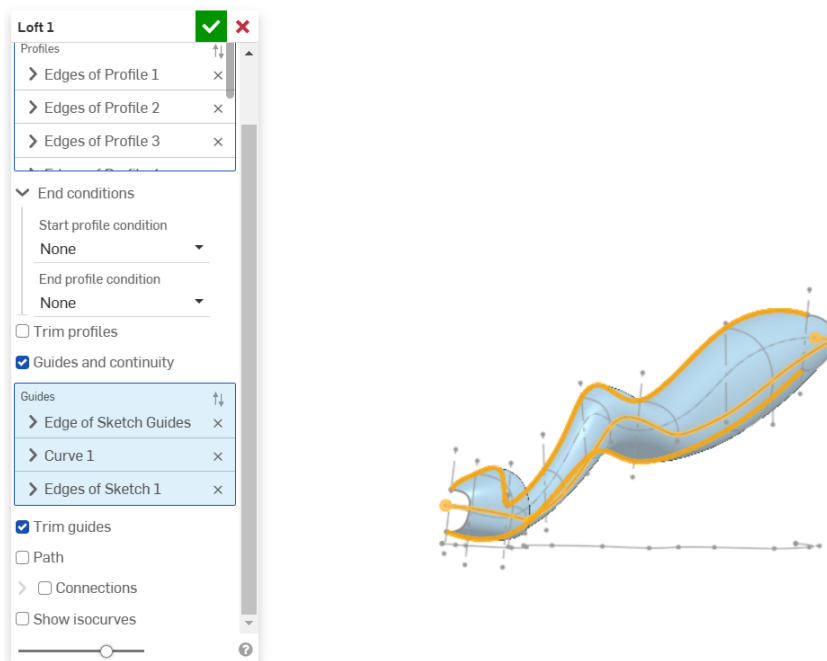 Loft 1
Profiles
Edges of Profile 1
Edges of Profile 2
Edges of Profile 3
End conditions
Start profile condition
None
End profile condition
None
Trim profiles
Guides and continuity
Guides
Edge of Sketch Guides
Curve 1
Edges of Sketch 1
Trim guides
Path
Connections
Show isocurves